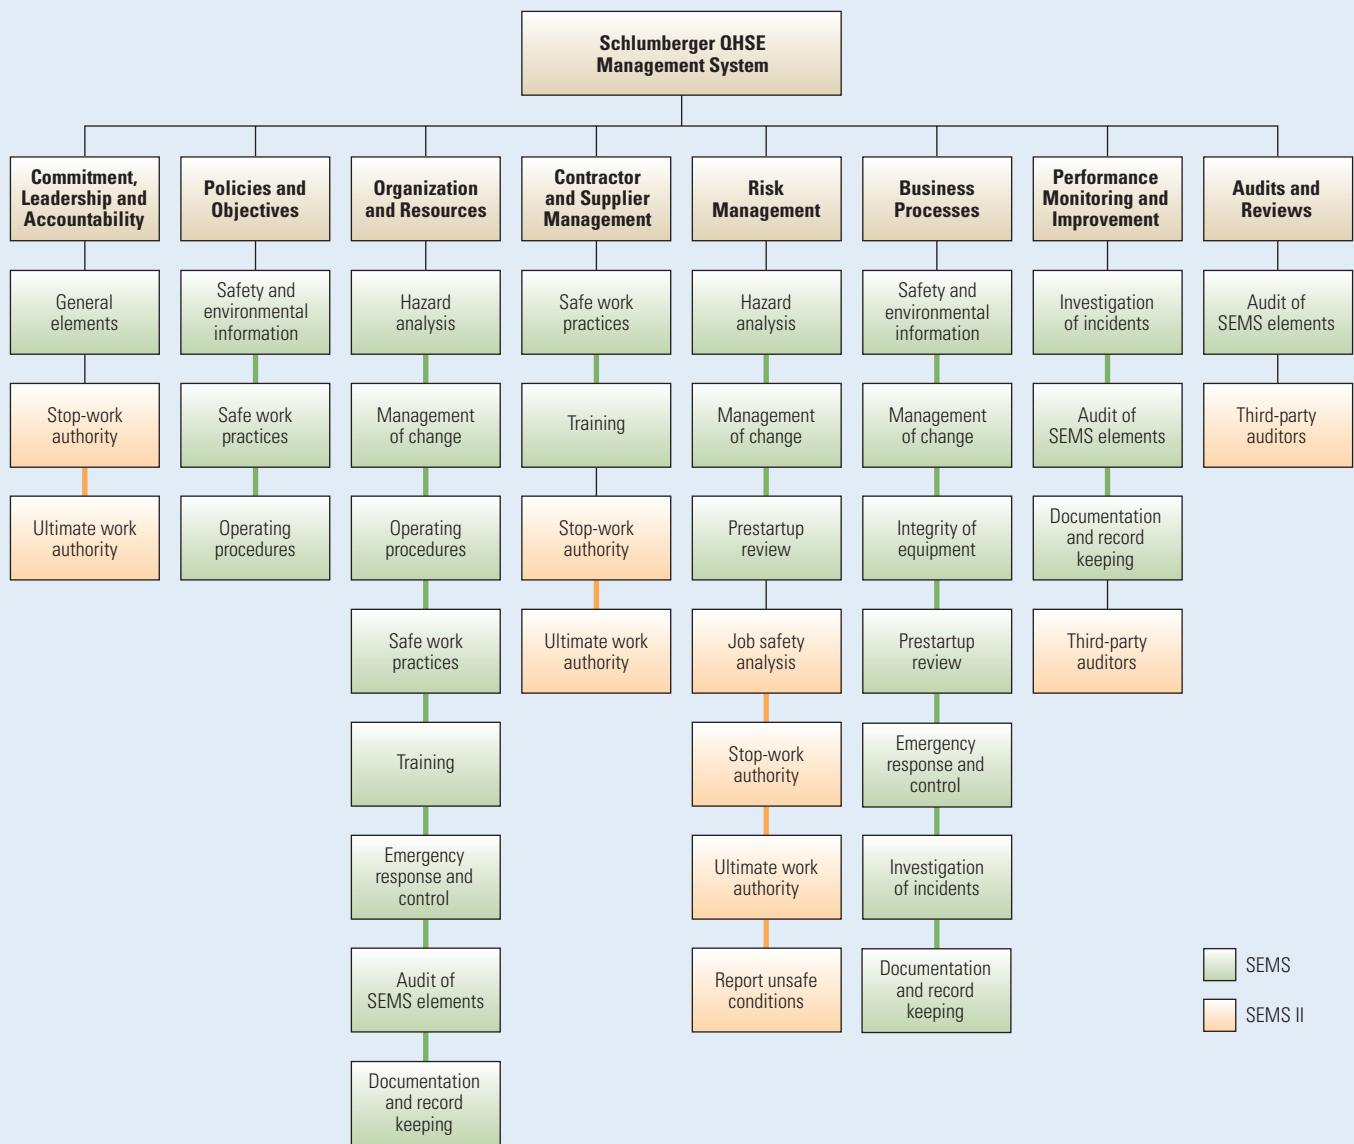 Schlumberger QHSE
Management System
Commitment,
Leadership and
Accountability
Policies and
Objectives
Organization
and Resources
Contractor
and Supplier
Management
Risk
Management
Business
Processes
Performance
Monitoring and
Improvement
Audits and
Reviews
General
elements
Safety and
environmental
information
Hazard
analysis
Safe work
practices
Hazard
analysis
Safety and
environmental
information
Investigation
of incidents
Audit of
SEMS elements
Stop-work
authority
Safe work
practices
Management
of change
Training
Management
of change
Management
of change
Audit of
SEMS elements
Third-party
auditors
Ultimate work
authority
Operating
procedures
Operating
procedures
Stop-work
authority
Prestartup
review
Integrity of
equipment
Documentation
and record
keeping
Safe work
practices
Ultimate work
authority
Job safety
analysis
Prestartup
review
Third-party
auditors
Training
Stop-work
authority
Emergency
response and
control
Emergency
response and
control
Ultimate work
authority
Investigation
of incidents
Audit of
SEMS elements
Report unsafe
conditions
Documentation
and record
keeping
SEMS
SEMS II
Documentation
and record
keeping